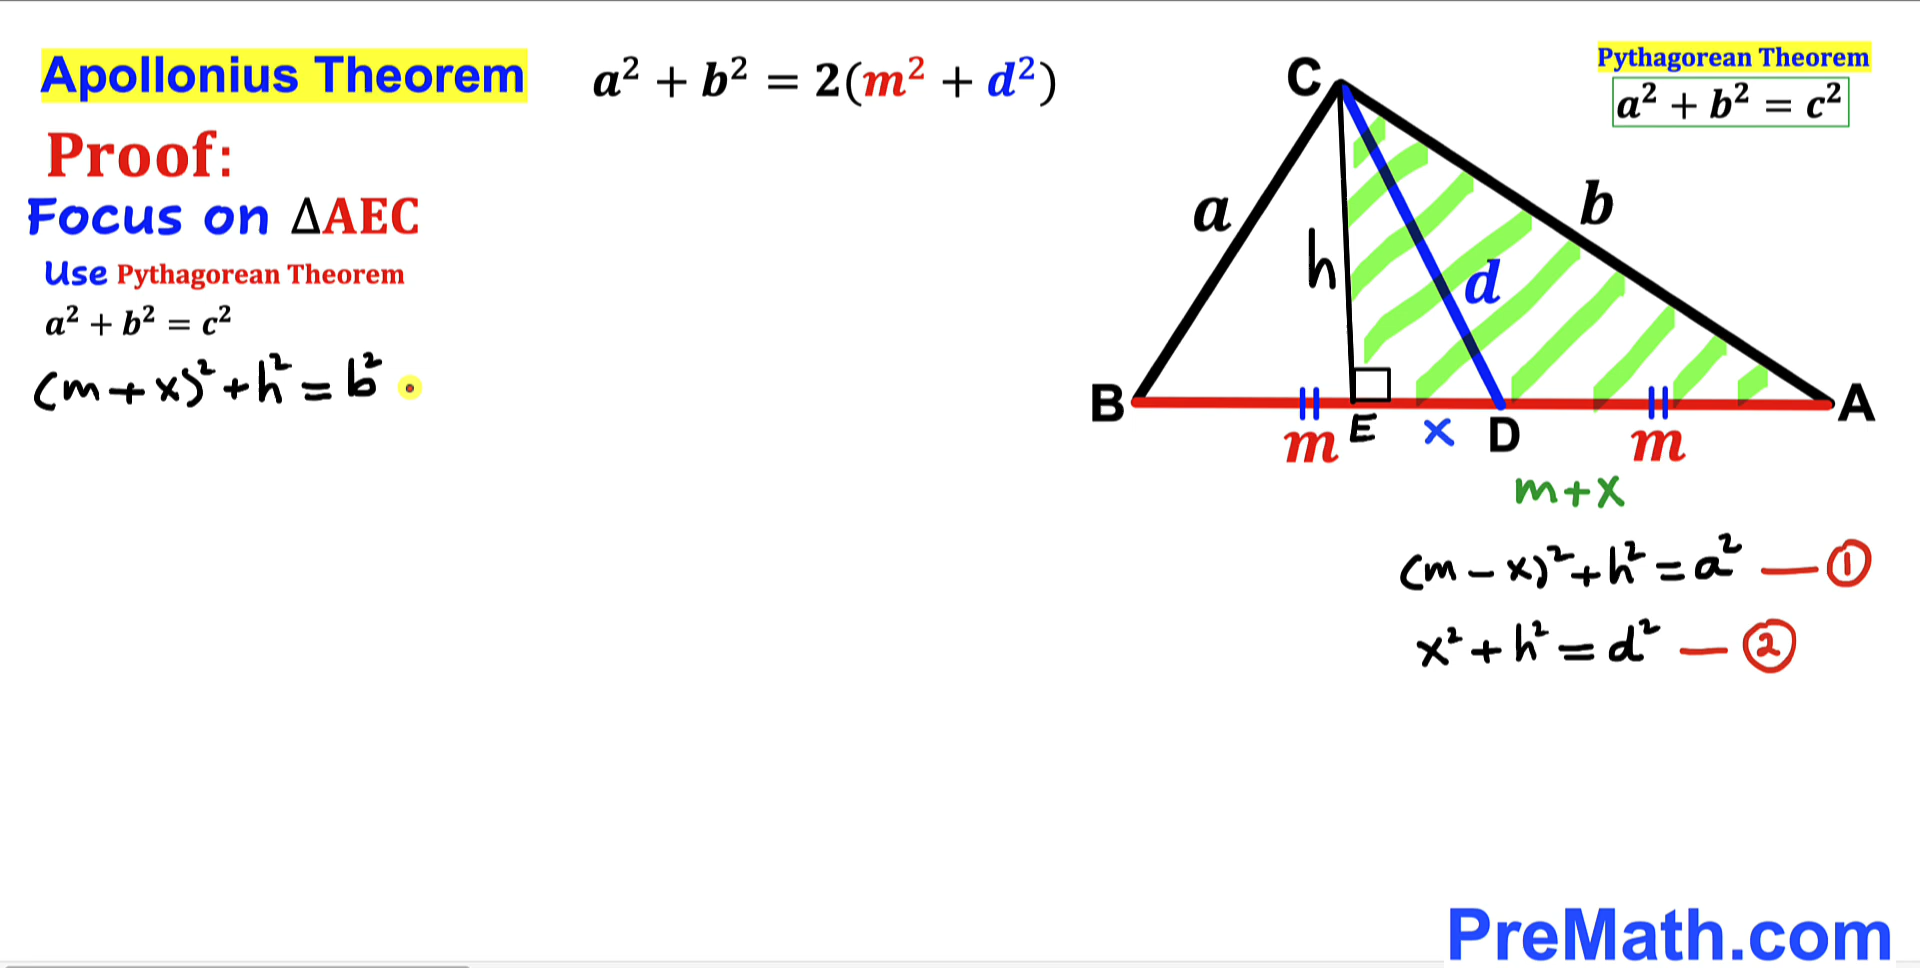 Apollonius Theorem a² + b² = 2(m² + d²)
Proof:
Focus on ΔAEC
Use Pythagorean Theorem
a² + b² = c²
(m + x)² + h² = b²
Pythagorean Theorem
a² + b² = c²
C
a
b
h
d
B
A
m
E
x
D
m
m + x
(m - x)² + h² = a² — ①
x² + h² = d² — ②
PreMath.com